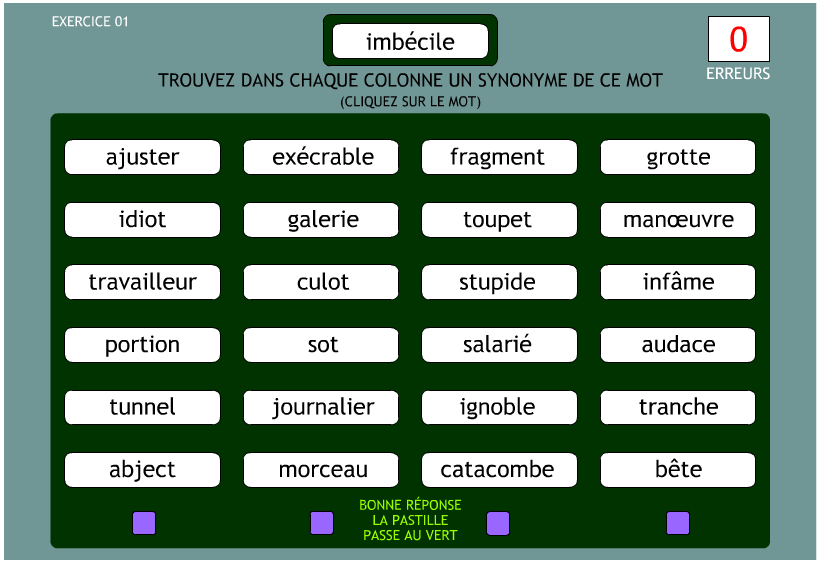 EXERCICE 01
imbécile
0
ERREURS
TROUVEZ DANS CHAQUE COLONNE UN SYNONYME DE CE MOT
(CLIQUEZ SUR LE MOT)
ajuster exécrable fragment grotte
idiot galerie toupet manœuvre
travailleur culot stupide infâme
portion sot salarié audace
tunnel journalier ignoble tranche
abject morceau catacombe bête
BONNE RÉPONSE
LA PASTILLE
PASSE AU VERT